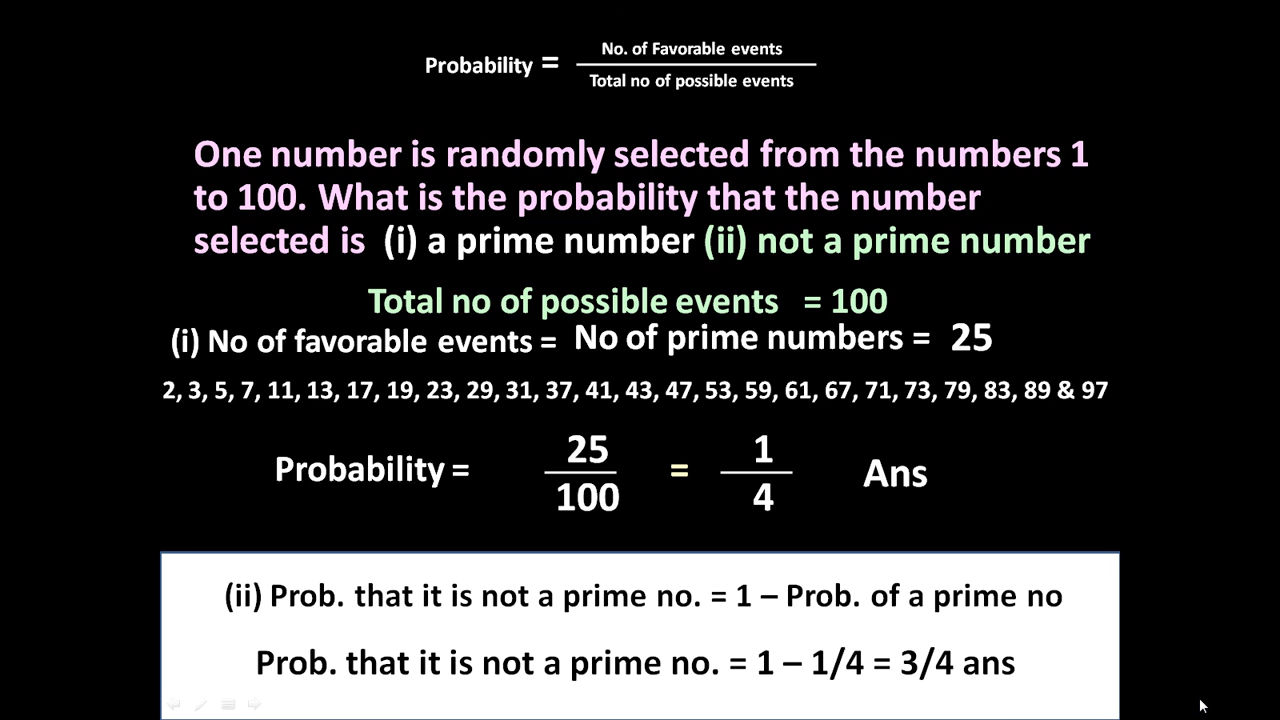 No. of Favorable events
Probability =
Total no of possible events
One number is randomly selected from the numbers 1
to 100. What is the probability that the number
selected is (i) a prime number (ii) not a prime number
Total no of possible events = 100
(i) No of favorable events = No of prime numbers = 25
2, 3, 5, 7, 11, 13, 17, 19, 23, 29, 31, 37, 41, 43, 47, 53, 59, 61, 67, 71, 73, 79, 83, 89 & 97
25 1
Probability = = Ans
100 4
(ii) Prob. that it is not a prime no. = 1 – Prob. of a prime no
Prob. that it is not a prime no. = 1 – 1/4 = 3/4 ans